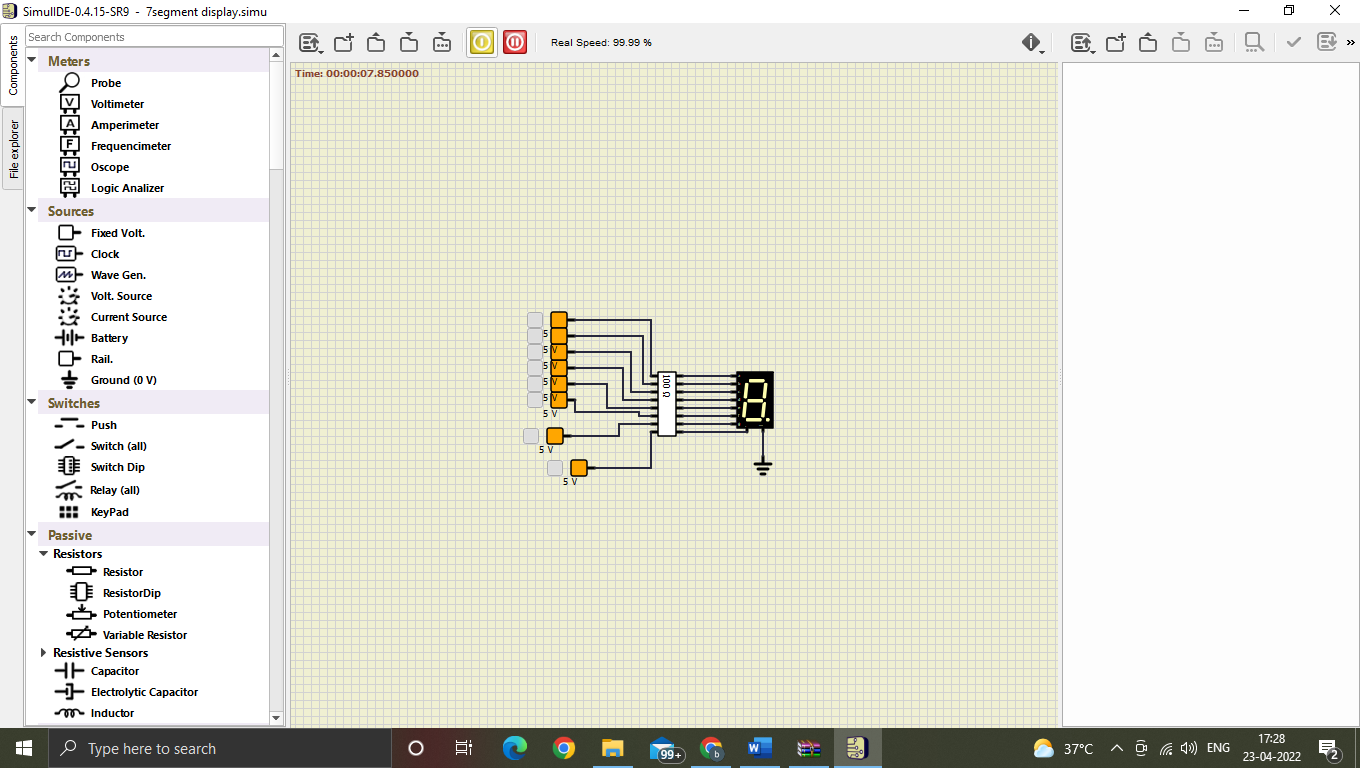 SimulIDE-0.4.15-SR9 - 7segment display.simu
Components
File explorer
Search Components
Meters
Probe
Voltimeter
Amperimeter
Frequencimeter
Oscope
Logic Analizer
Sources
Fixed Volt.
Clock
Wave Gen.
Volt. Source
Current Source
Battery
Rail.
Ground (0 V)
Switches
Push
Switch (all)
Switch Dip
Relay (all)
KeyPad
Passive
Resistors
Resistor
ResistorDip
Potentiometer
Variable Resistor
Resistive Sensors
Capacitor
Electrolytic Capacitor
Inductor
Real Speed: 99.99 %
»
Time: 00:00:07.850000
5 V
5 V
5 V
5 V
5 V
5 V
5 V
100 Ω
8.
Type here to search
99+
b
W
37°C
ENG
17:28
23-04-2022
2